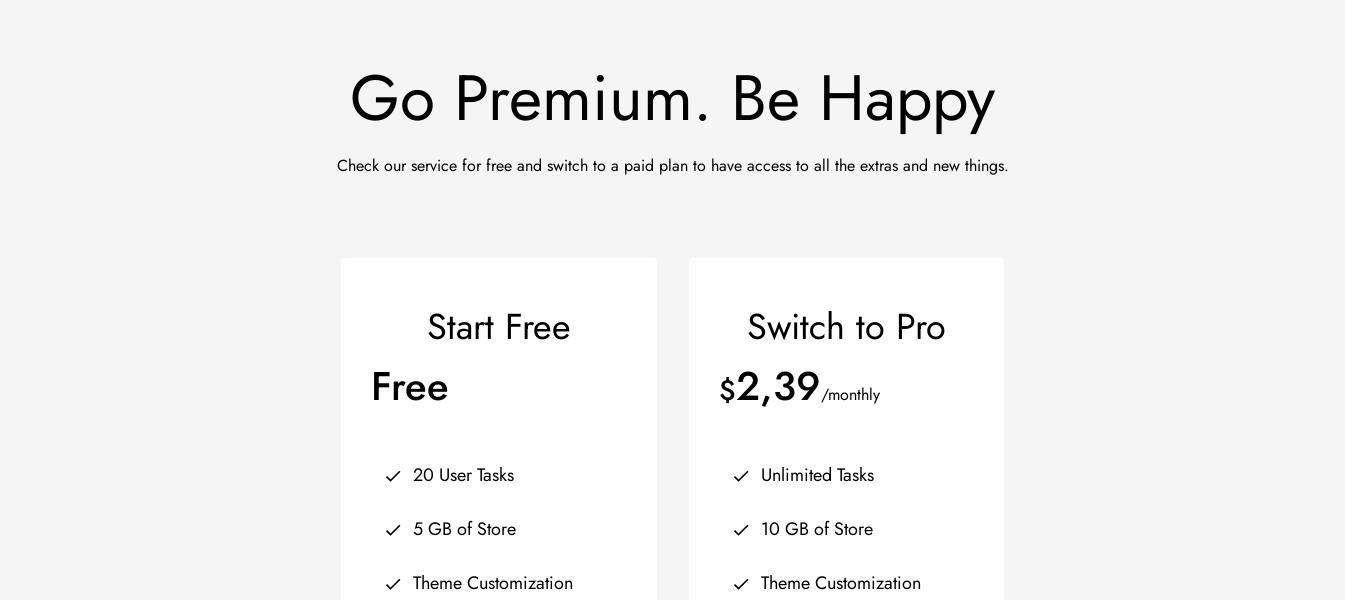 Go Premium. Be Happy
Check our service for free and switch to a paid plan to have access to all the extras and new things.
Start Free
Free
20 User Tasks
5 GB of Store
Theme Customization
Switch to Pro
$2,39/monthly
Unlimited Tasks
10 GB of Store
Theme Customization